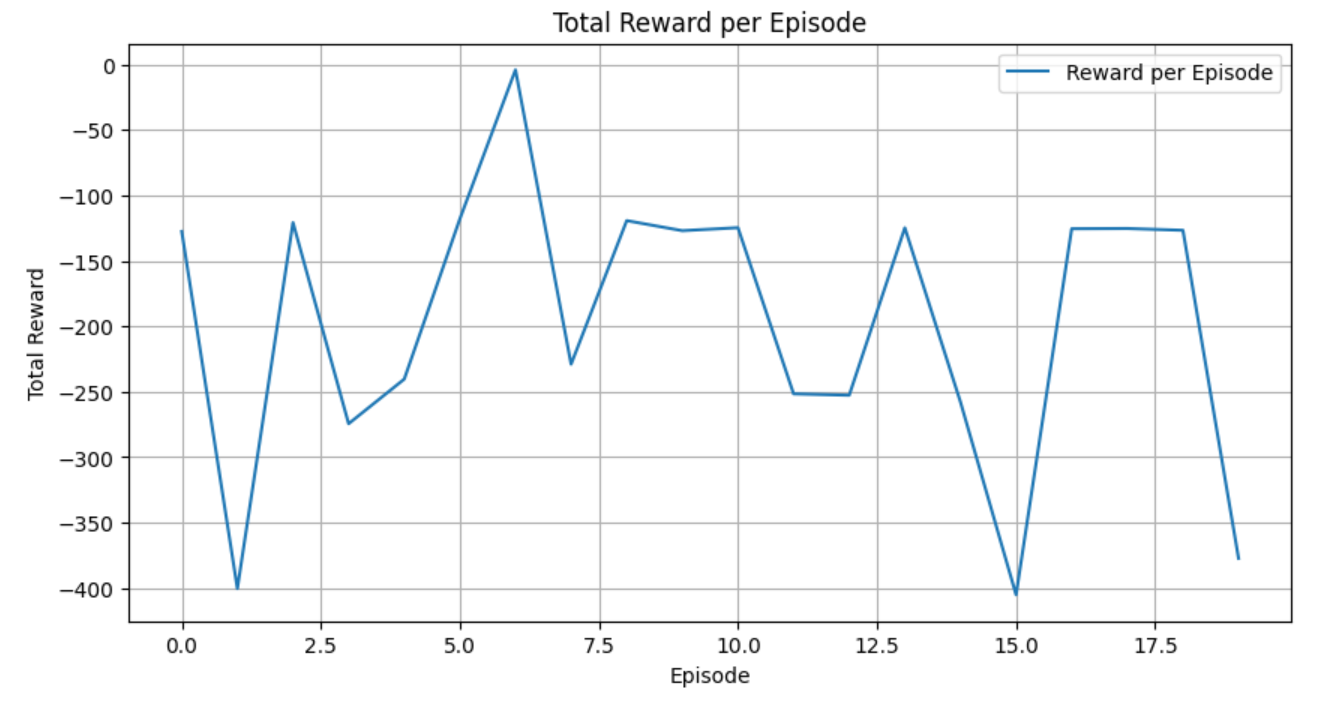 Total Reward per Episode
Reward per Episode
0
−50
−100
−150
−200
−250
−300
−350
−400
Total Reward
0.0 2.5 5.0 7.5 10.0 12.5 15.0 17.5
Episode